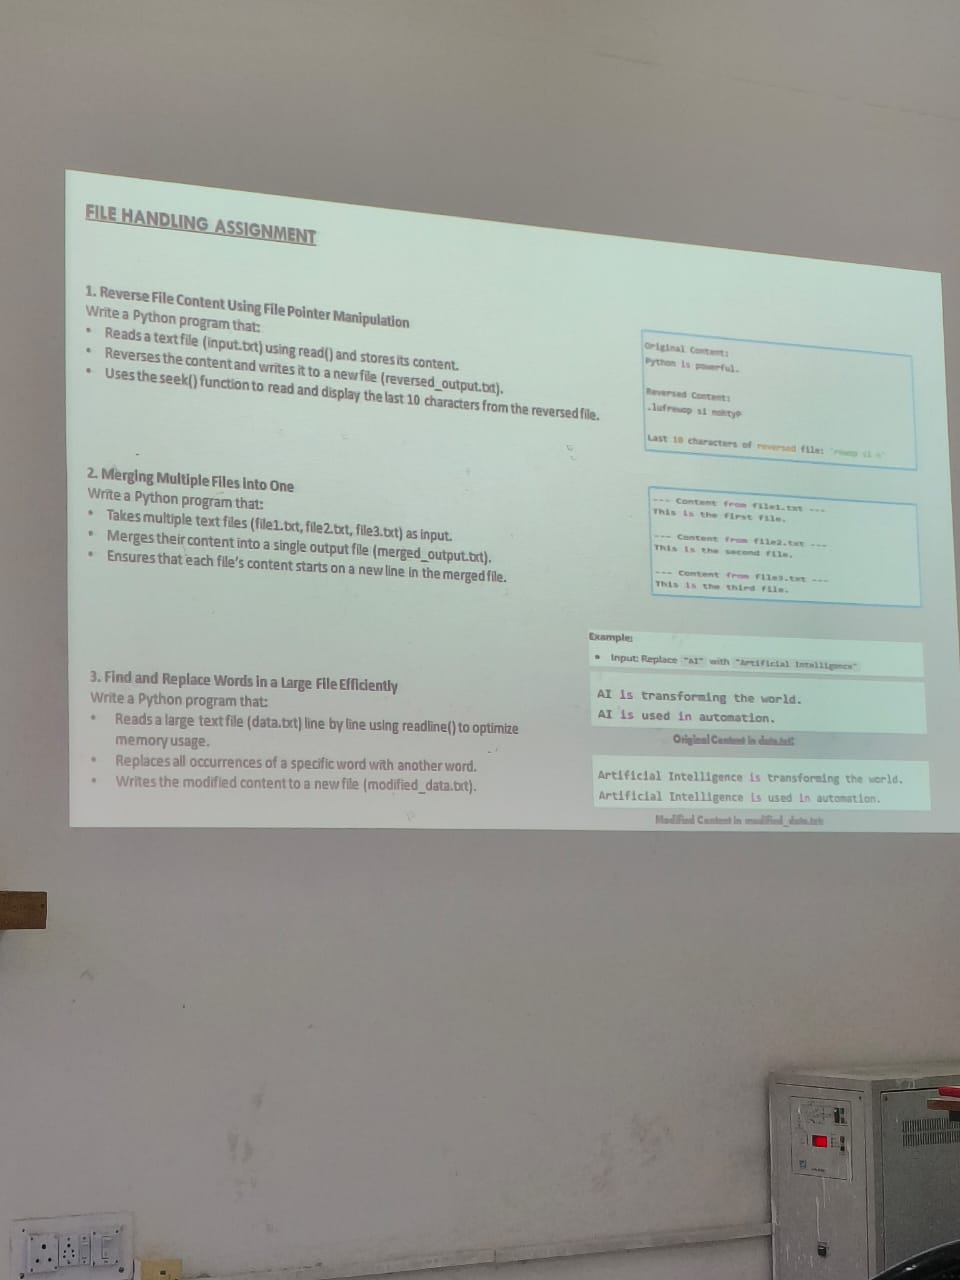 FILE HANDLING ASSIGNMENT
1. Reverse File Content Using File Pointer Manipulation
Write a Python program that:
• Reads a text file (input.txt) using read() and stores its content.
• Reverses the content and writes it to a new file (reversed_output.txt).
• Uses the seek() function to read and display the last 10 characters from the reversed file.
Original Content:
Python is powerful.
Reversed Content:
.lufrewop si nohtyP
Last 10 characters of reversed file:
2. Merging Multiple Files into One
Write a Python program that:
• Takes multiple text files (file1.txt, file2.txt, file3.txt) as input.
• Merges their content into a single output file (merged_output.txt).
• Ensures that each file's content starts on a new line in the merged file.
--- Content from file1.txt ---
This is the first file.
--- Content from file2.txt ---
This is the second file.
--- Content from file3.txt ---
This is the third file.
3. Find and Replace Words in a Large File Efficiently
Write a Python program that:
• Reads a large text file (data.txt) line by line using readline() to optimize
memory usage.
• Replaces all occurrences of a specific word with another word.
• Writes the modified content to a new file (modified_data.txt).
Example:
• Input: Replace "AI" with "Artificial Intelligence"
AI is transforming the world.
AI is used in automation.
Original Content in data.txt:
Artificial Intelligence is transforming the world.
Artificial Intelligence is used in automation.
Modified Content in modified_data.txt: